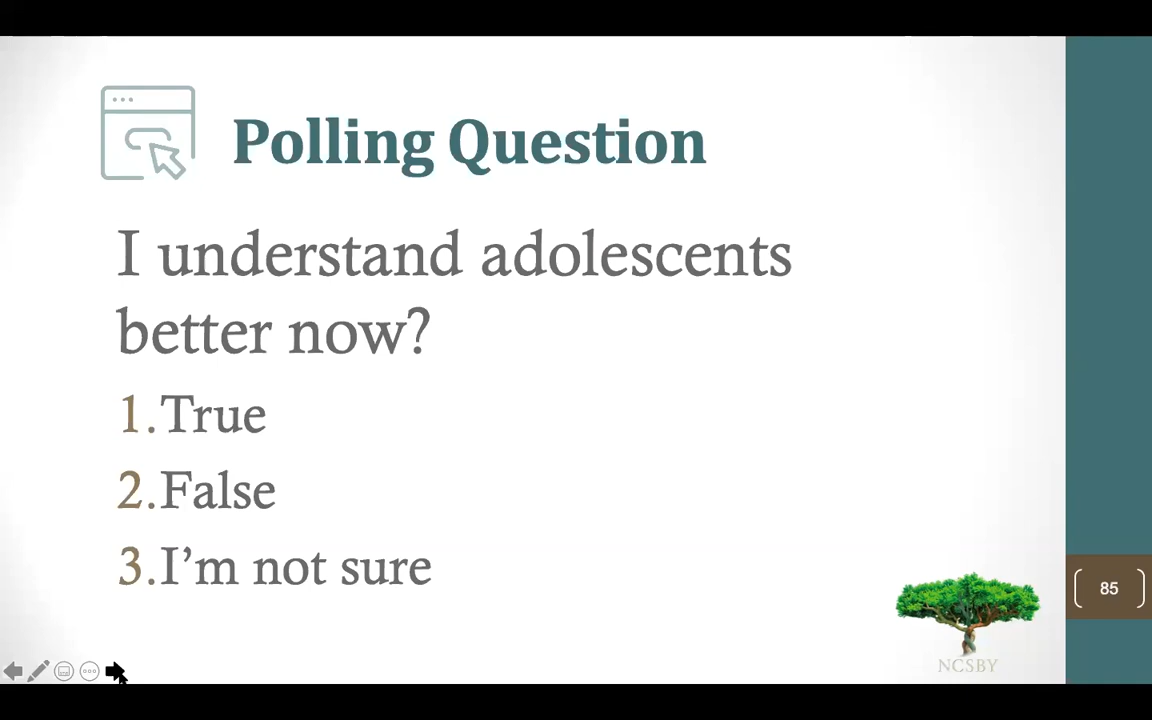 Polling Question
I understand adolescents
better now?
1.True
2.False
3.I'm not sure
NCSBY
85